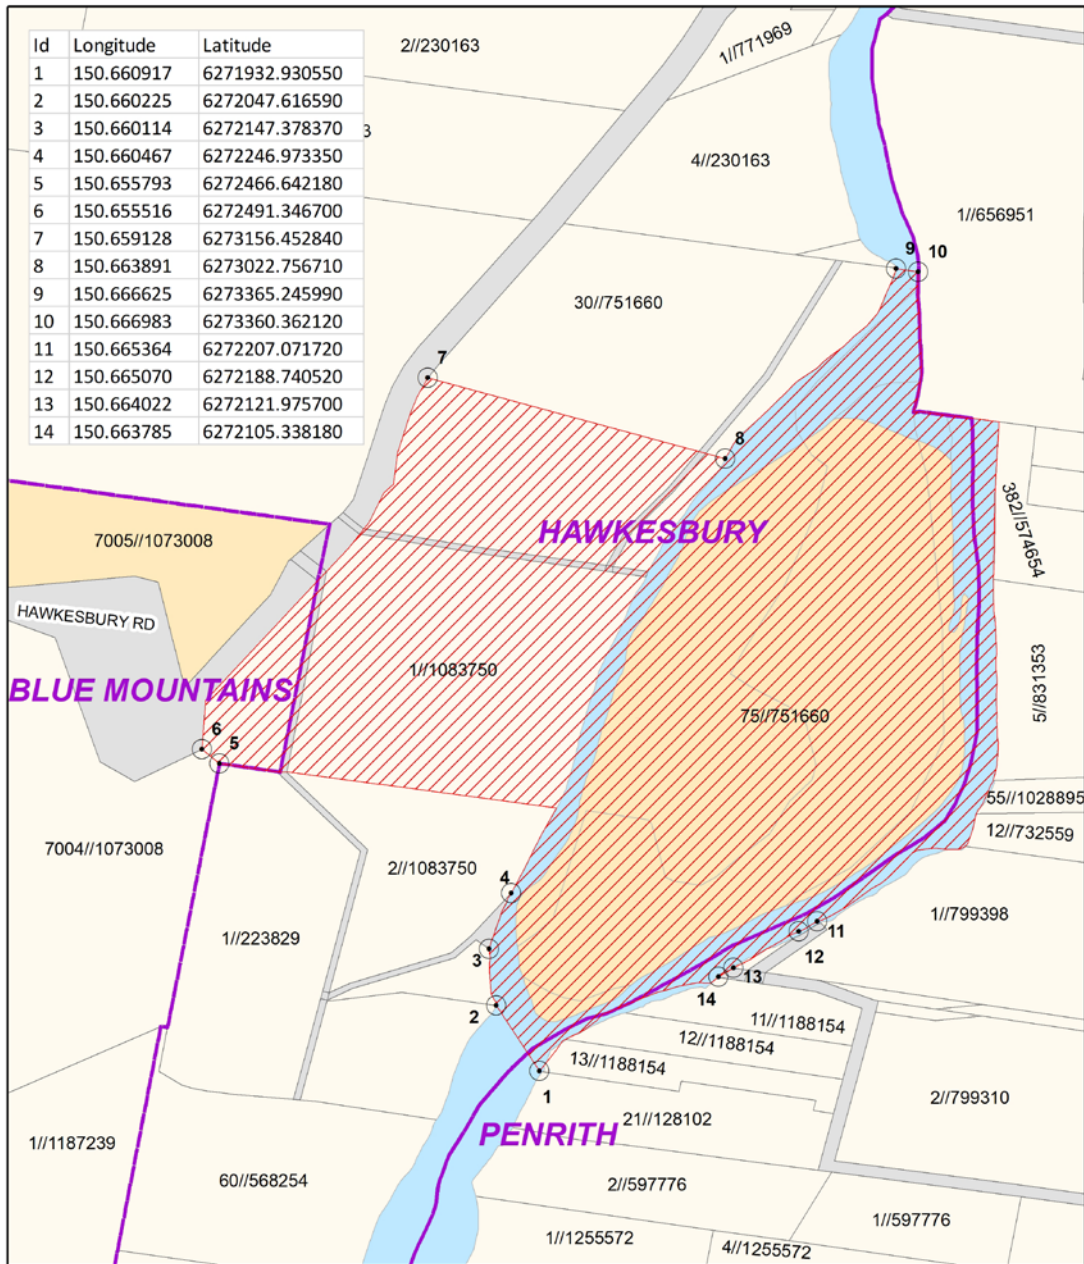 Id Longitude Latitude
1 150.660917 6271932.930550
2 150.660225 6272047.616590
3 150.660114 6272147.378370
4 150.660467 6272246.973350
5 150.655793 6272466.642180
6 150.655516 6272491.346700
7 150.659128 6273156.452840
8 150.663891 6273022.756710
9 150.666625 6273365.245990
10 150.666983 6273360.362120
11 150.665364 6272207.071720
12 150.665070 6272188.740520
13 150.664022 6272121.975700
14 150.663785 6272105.338180
2//230163
1//771969
3
4//230163
1//656951
9
10
30//751660
7
8
HAWKESBURY
382//574654
7005//1073008
HAWKESBURY RD
1//1083750
BLUE MOUNTAINS
5//831353
75//751660
6
5
55//1028895
12//732559
7004//1073008
2//1083750
4
1//799398
1//223829
11
12
3
13
14
2
11//1188154
12//1188154
13//1188154
1
2//799310
21//128102
PENRITH
1//1187239
60//568254
2//597776
1//597776
1//1255572
4//1255572